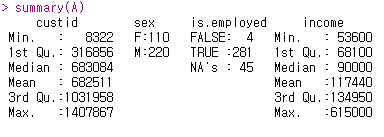 > summary(A)
custid sex is.employed income
Min. : 8322 F:110 FALSE: 4 Min. : 53600
1st Qu.: 316856 M:220 TRUE :281 1st Qu.: 68100
Median : 683084 NA's : 45 Median : 90000
Mean : 682511 Mean :117440
3rd Qu.:1031958 3rd Qu.:134950
Max. :1407867 Max. :615000